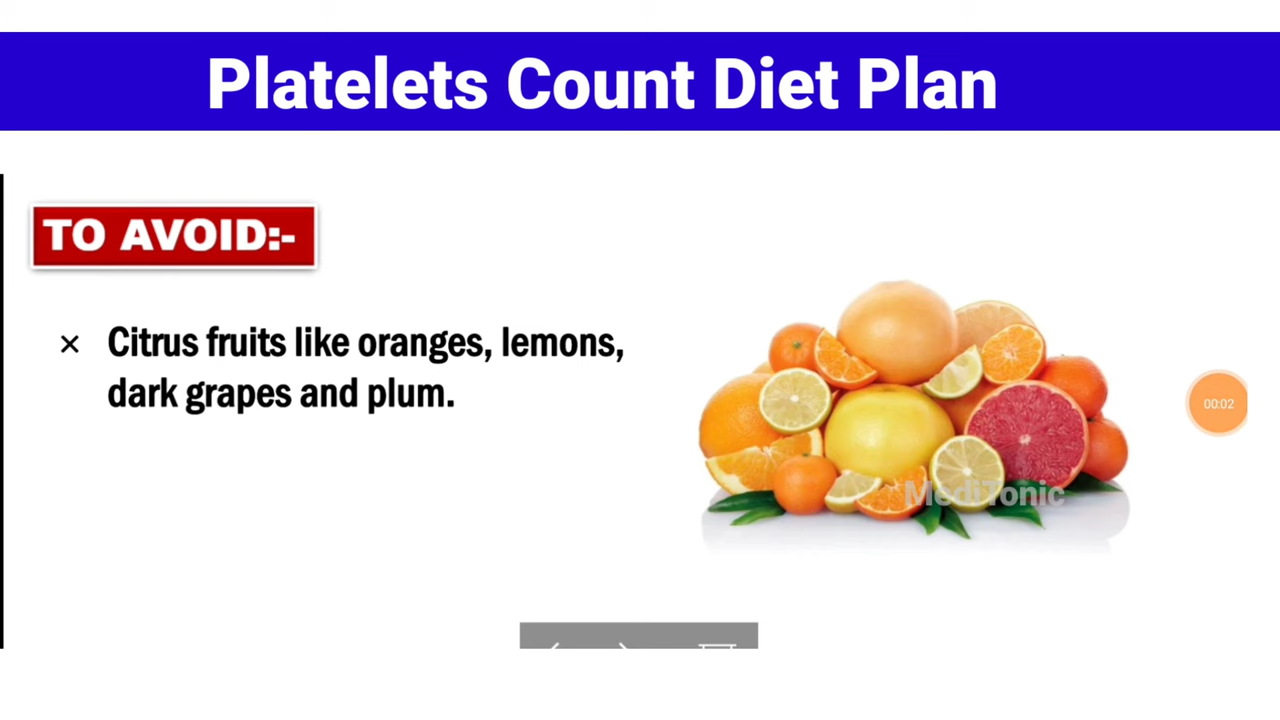 Platelets Count Diet Plan
TO AVOID:-
× Citrus fruits like oranges, lemons,
dark grapes and plum.
00:02
MediTonic